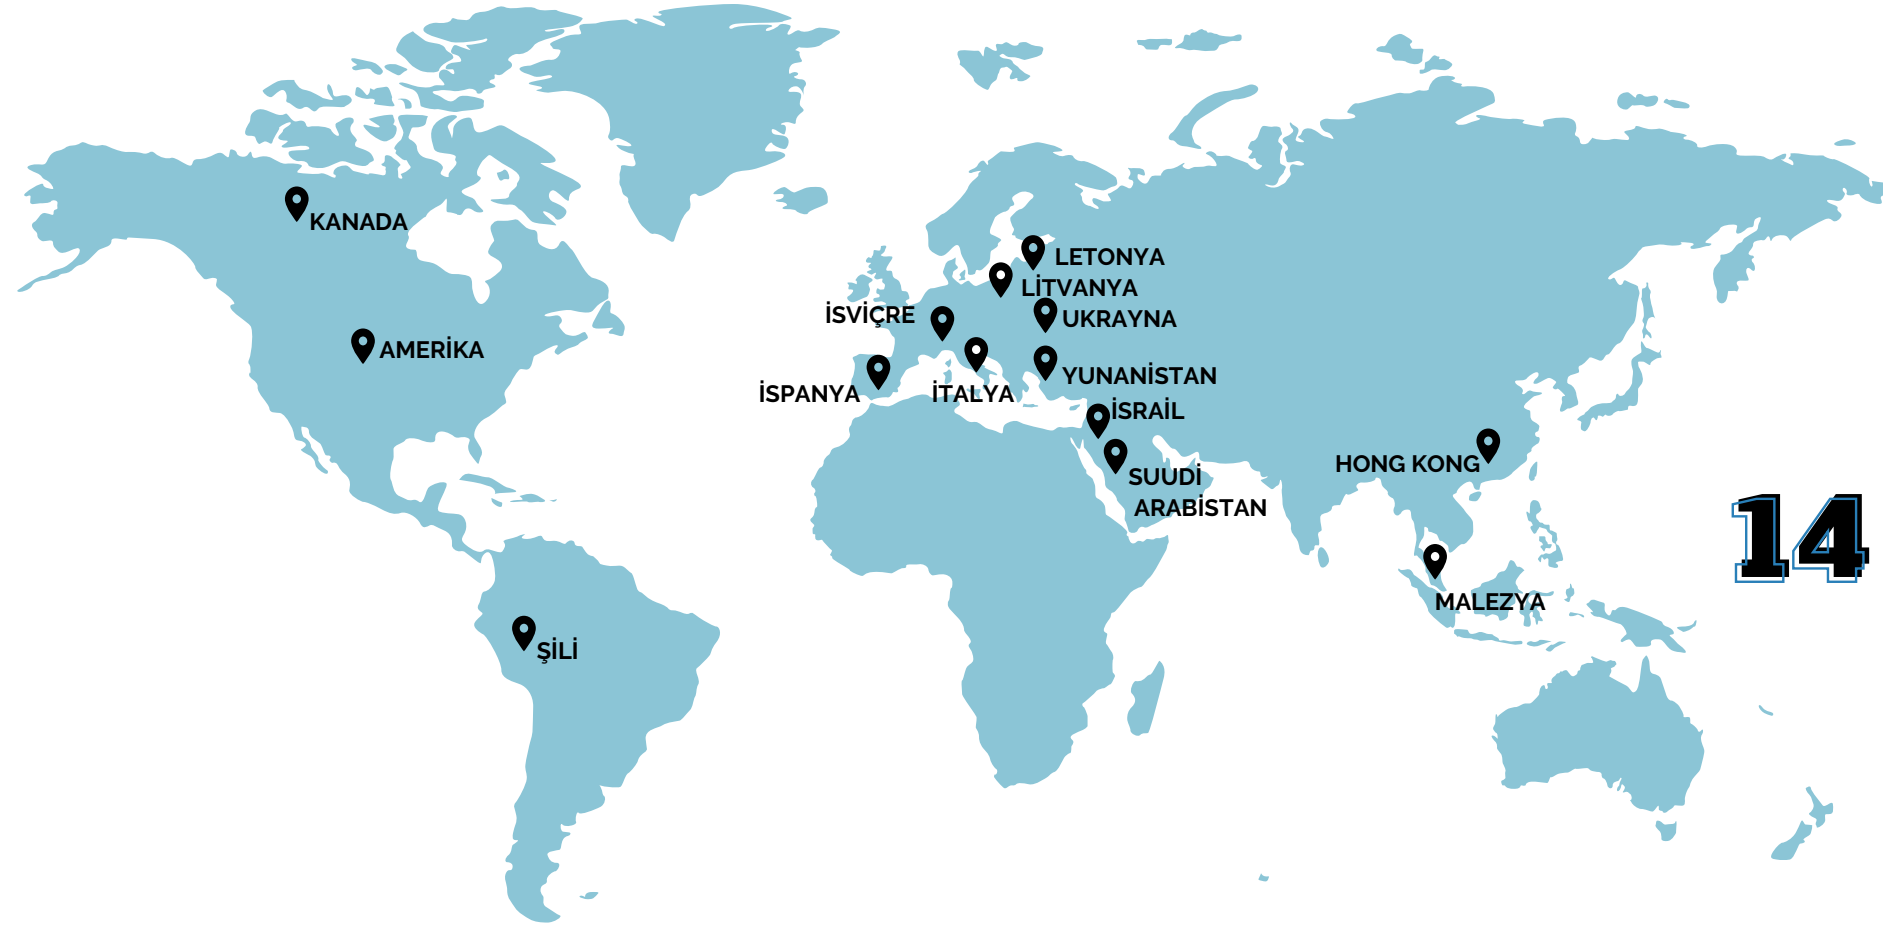 KANADA
LETONYA
LİTVANYA
İSVİÇRE
UKRAYNA
AMERİKA
YUNANİSTAN
İSPANYA
İTALYA
İSRAİL
HONG KONG
SUUDİ
ARABİSTAN
14
MALEZYA
ŞİLİ